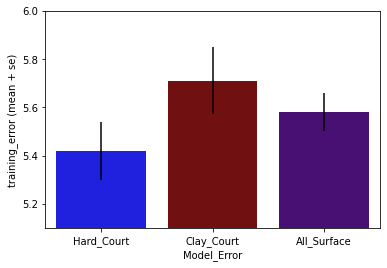 6.0
5.8
5.6
5.4
5.2
training_error (mean + se)
Hard_Court Clay_Court All_Surface
Model_Error